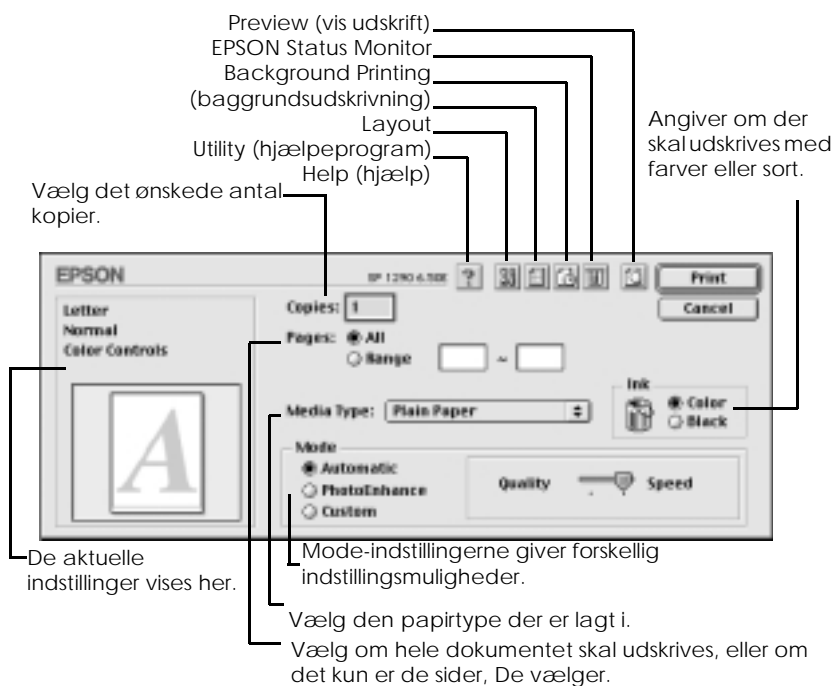 Preview (vis udskrift)
EPSON Status Monitor
Background Printing
(baggrundsudskrivning)
Layout
Utility (hjælpeprogram)
Help (hjælp)
Angiver om der
skal udskrives med
farver eller sort.
Vælg det ønskede antal
kopier.
EPSON
SP 1290 6.50E
?
Print
Cancel
Letter
Normal
Color Controls
A
Copies: 1
Pages: All
Range ~
Media Type: Plain Paper
Ink
Color
Black
Mode
Automatic
PhotoEnhance
Custom
Quality
Speed
De aktuelle
indstillinger vises her.
Mode-indstillingerne giver forskellig
indstillingsmuligheder.
Vælg den papirtype der er lagt i.
Vælg om hele dokumentet skal udskrives, eller om
det kun er de sider, De vælger.